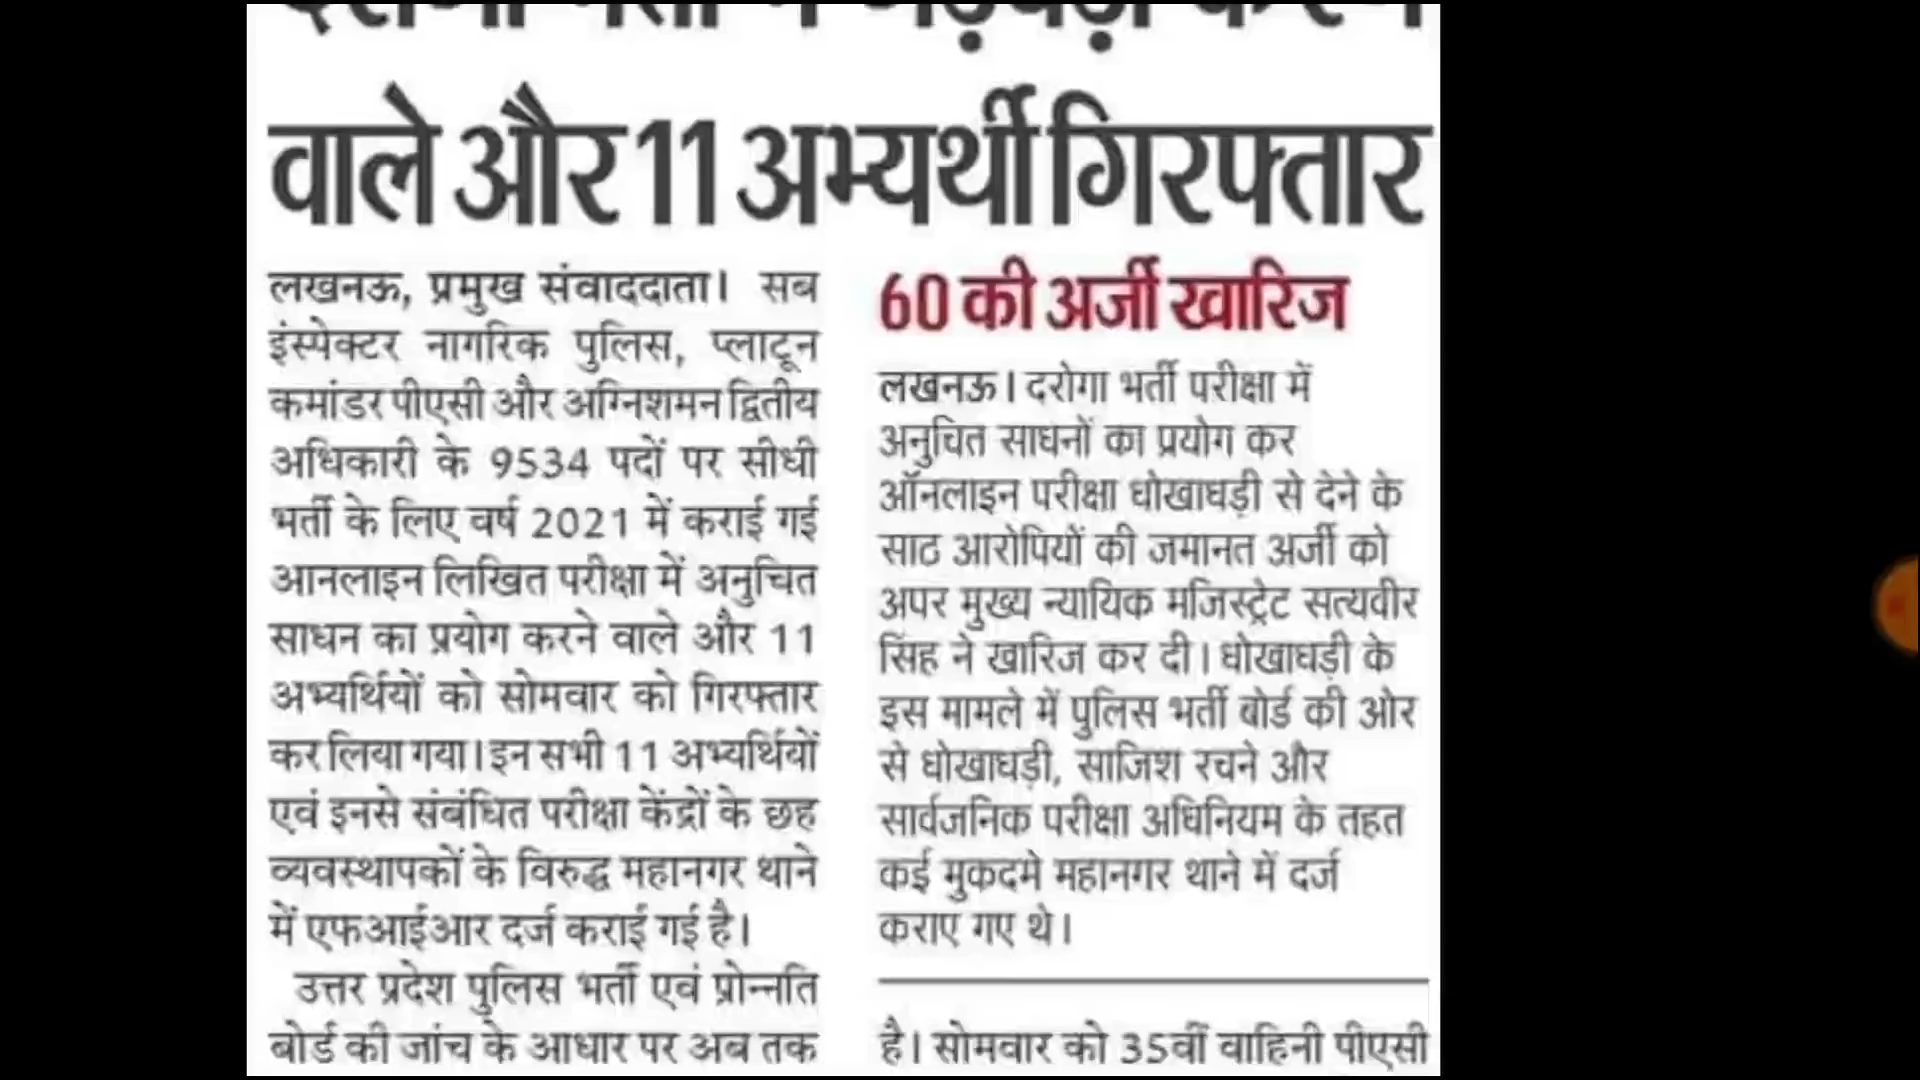 वाले और 11 अभ्यर्थी गिरफ्तार
लखनऊ, प्रमुख संवाददाता। सब
इंस्पेक्टर नागरिक पुलिस, प्लाटून
कमांडर पीएसी और अग्निशमन द्वितीय
अधिकारी के 9534 पदों पर सीधी
भर्ती के लिए वर्ष 2021 में कराई गई
आनलाइन लिखित परीक्षा में अनुचित
साधन का प्रयोग करने वाले और 11
अभ्यर्थियों को सोमवार को गिरफ्तार
कर लिया गया। इन सभी 11 अभ्यर्थियों
एवं इनसे संबंधित परीक्षा केंद्रों के छह
व्यवस्थापकों के विरुद्ध महानगर थाने
में एफआईआर दर्ज कराई गई है।
उत्तर प्रदेश पुलिस भर्ती एवं प्रोन्नति
बोर्ड की जांच के आधार पर अब तक
60 की अर्जी खारिज
लखनऊ। दरोगा भर्ती परीक्षा में
अनुचित साधनों का प्रयोग कर
ऑनलाइन परीक्षा धोखाधड़ी से देने के
साठ आरोपियों की जमानत अर्जी को
अपर मुख्य न्यायिक मजिस्ट्रेट सत्यवीर
सिंह ने खारिज कर दी। धोखाधड़ी के
इस मामले में पुलिस भर्ती बोर्ड की ओर
से धोखाधड़ी, साजिश रचने और
सार्वजनिक परीक्षा अधिनियम के तहत
कई मुकदमे महानगर थाने में दर्ज
कराए गए थे।
है। सोमवार को 35वीं वाहिनी पीएसी